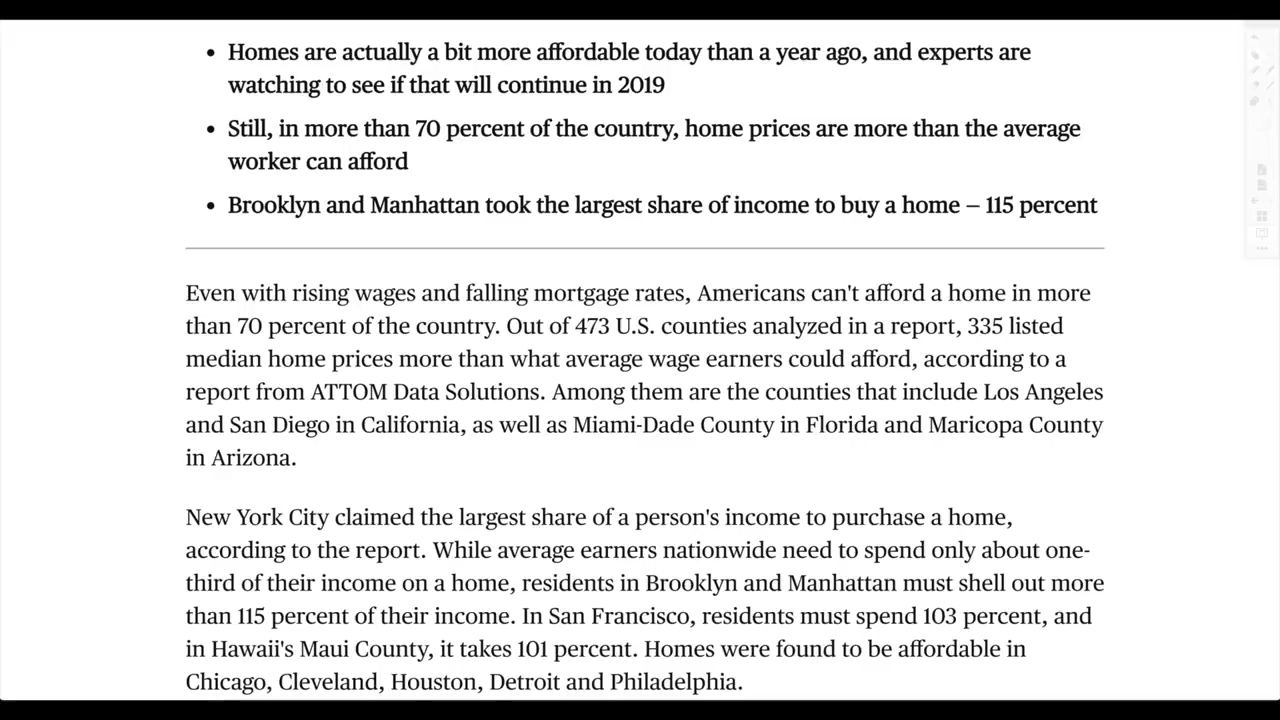 • Homes are actually a bit more affordable today than a year ago, and experts are
watching to see if that will continue in 2019
• Still, in more than 70 percent of the country, home prices are more than the average
worker can afford
• Brooklyn and Manhattan took the largest share of income to buy a home – 115 percent
Even with rising wages and falling mortgage rates, Americans can't afford a home in more
than 70 percent of the country. Out of 473 U.S. counties analyzed in a report, 335 listed
median home prices more than what average wage earners could afford, according to a
report from ATTOM Data Solutions. Among them are the counties that include Los Angeles
and San Diego in California, as well as Miami-Dade County in Florida and Maricopa County
in Arizona.
New York City claimed the largest share of a person's income to purchase a home,
according to the report. While average earners nationwide need to spend only about one-
third of their income on a home, residents in Brooklyn and Manhattan must shell out more
than 115 percent of their income. In San Francisco, residents must spend 103 percent, and
in Hawaii's Maui County, it takes 101 percent. Homes were found to be affordable in
Chicago, Cleveland, Houston, Detroit and Philadelphia.